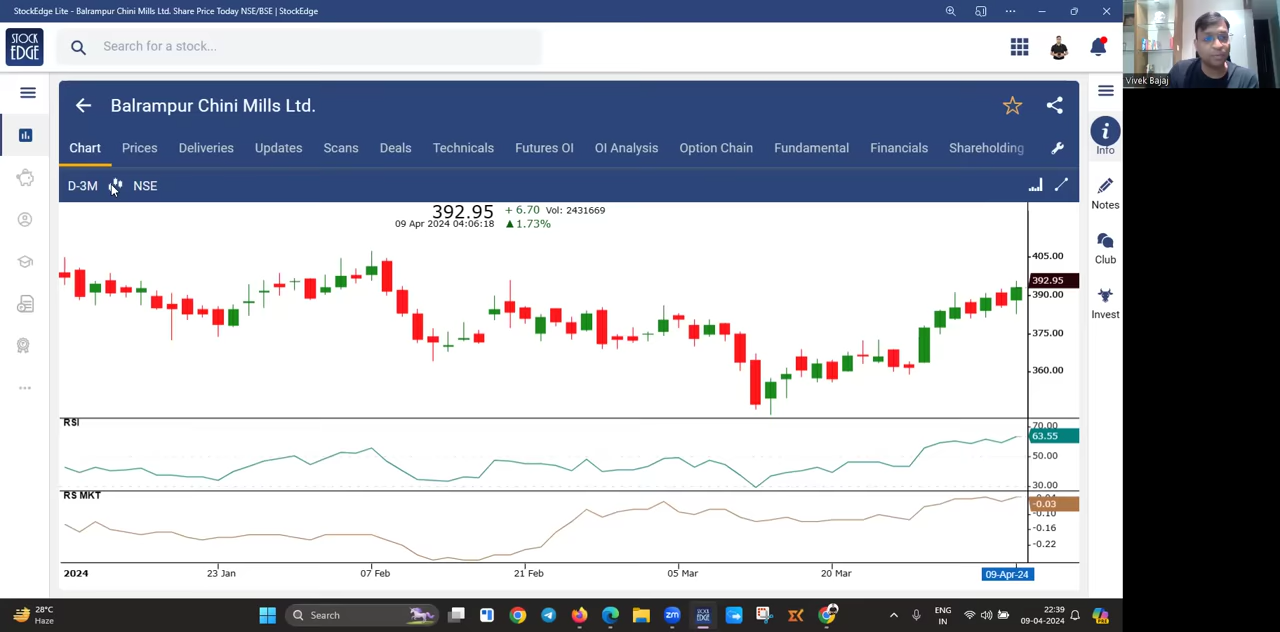 StockEdge Lite - Balrampur Chini Mills Ltd. Share Price Today NSE/BSE | StockEdge
STOCK EDGE
Search for a stock...
Vivek Bajaj
Balrampur Chini Mills Ltd.
Chart Prices Deliveries Updates Scans Deals Technicals Futures OI OI Analysis Option Chain Fundamental Financials Shareholding
Info
D-3M NSE
Notes
392.95 + 6.70 Vol: 2431669
09 Apr 2024 04:06:18 ▲1.73%
Club
405.00
392.95
390.00
Invest
375.00
360.00
RSI
70.00
63.55
50.00
30.00
RS MKT
-0.03
-0.10
-0.16
-0.22
2024 23 Jan 07 Feb 21 Feb 05 Mar 20 Mar 09-Apr-24
28°C
Haze
Search
zm
STOCK EDGE
ENG
IN
22:39
09-04-2024